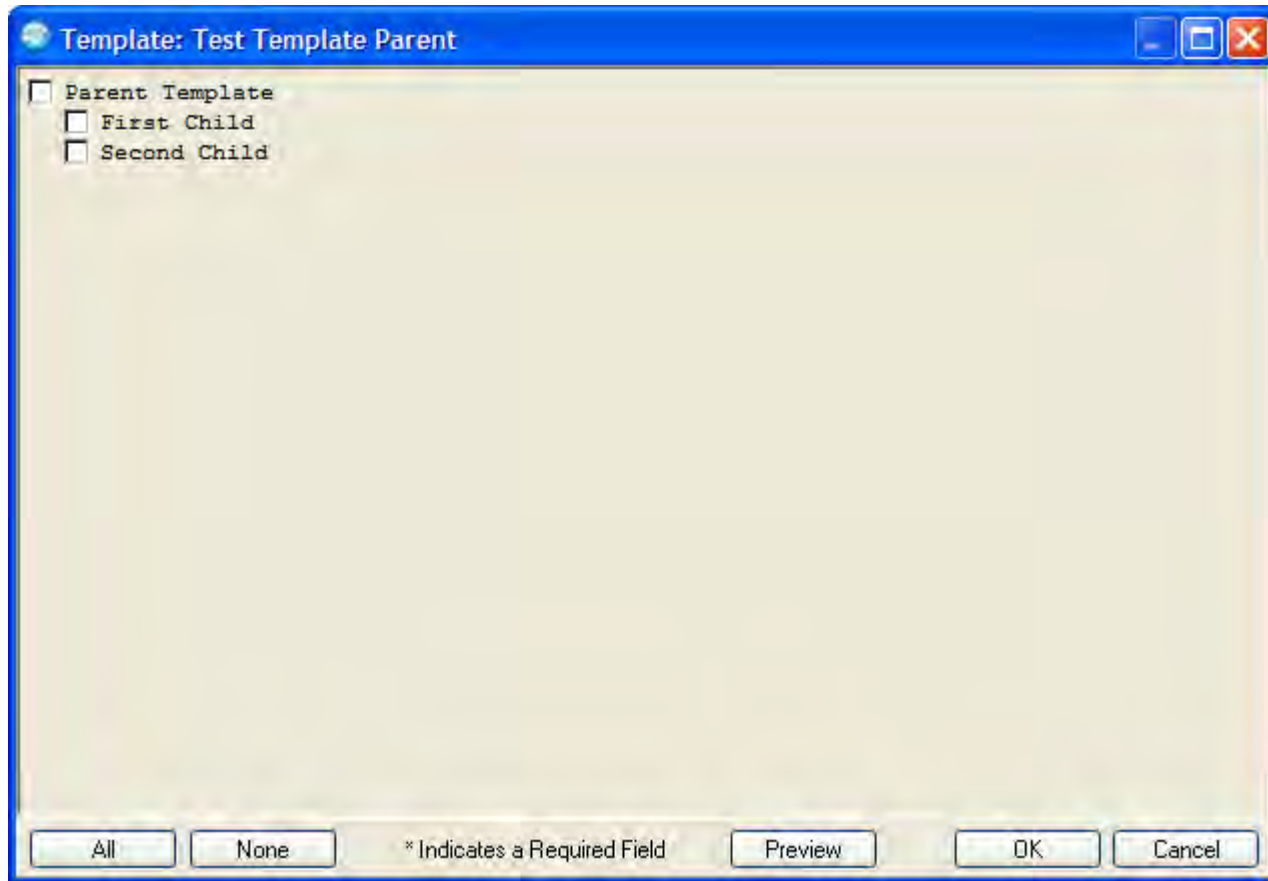 Template: Test Template Parent
Parent Template
First Child
Second Child
All None * Indicates a Required Field Preview OK Cancel